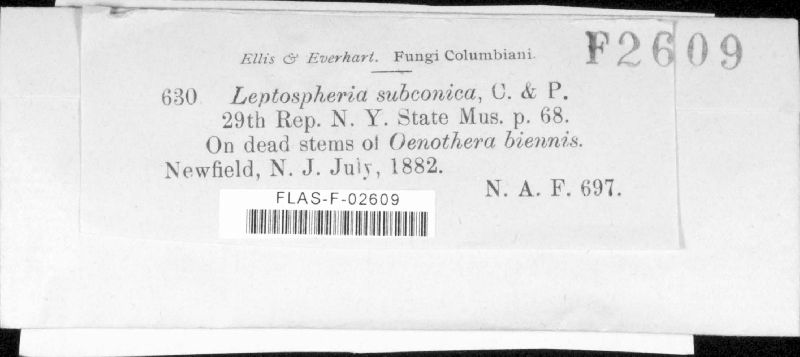 Ellis & Everhart. Fungi Columbiani.
F2609
630 Leptospheria subconica, C. & P.
29th Rep. N. Y. State Mus. p. 68.
On dead stems of Oenothera biennis.
Newfield, N. J. July, 1882.
N. A. F. 697.
FLAS-F-02609